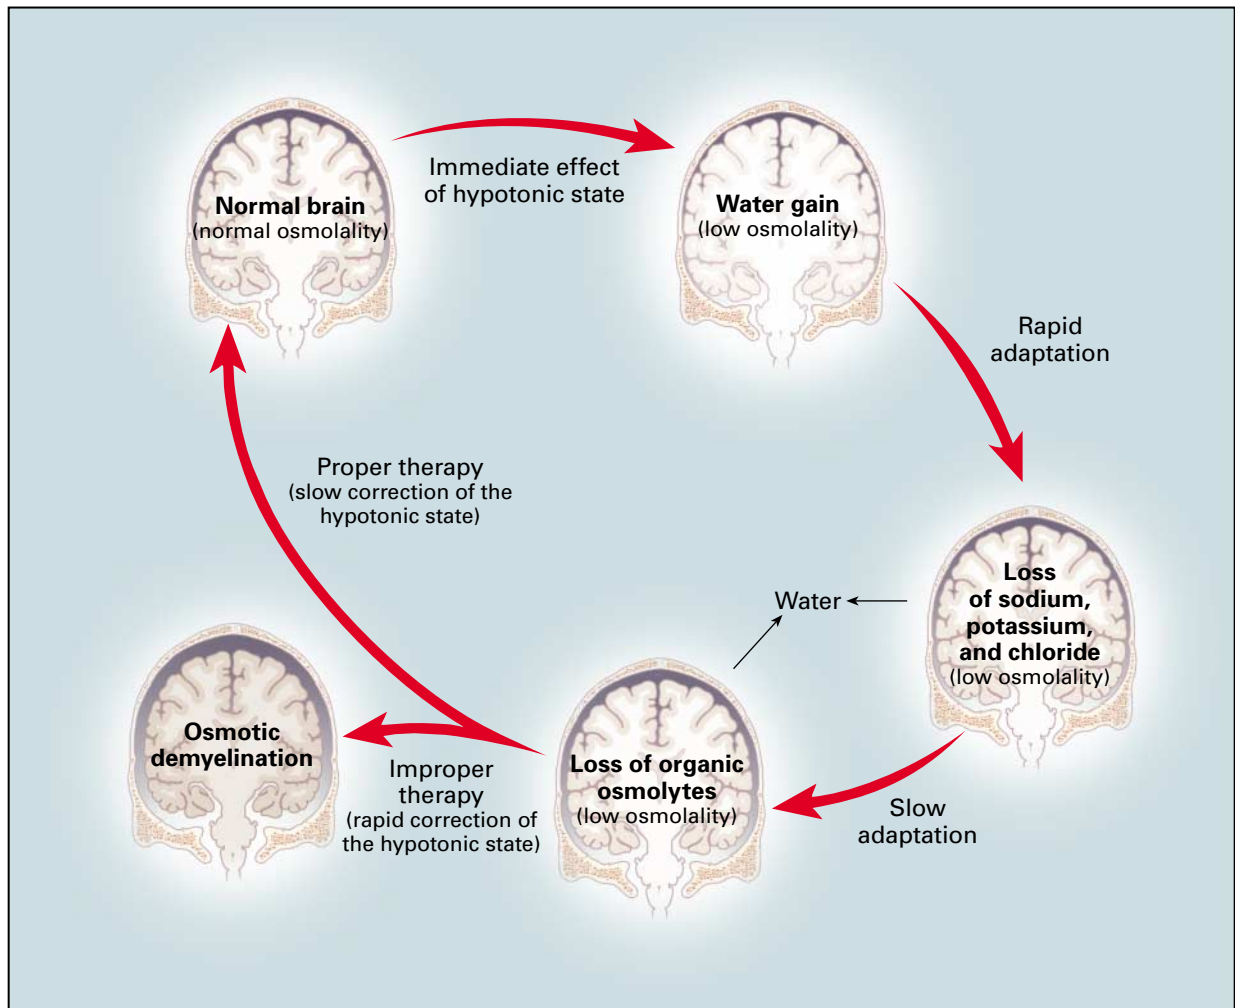 Immediate effect
of hypotonic state
Normal brain
(normal osmolality)
Water gain
(low osmolality)
Rapid
adaptation
Proper therapy
(slow correction of the
hypotonic state)
Loss
of sodium,
potassium,
and chloride
(low osmolality)
Water
Osmotic
demyelination
Improper
therapy
(rapid correction of
the hypotonic state)
Loss of organic
osmolytes
(low osmolality)
Slow
adaptation